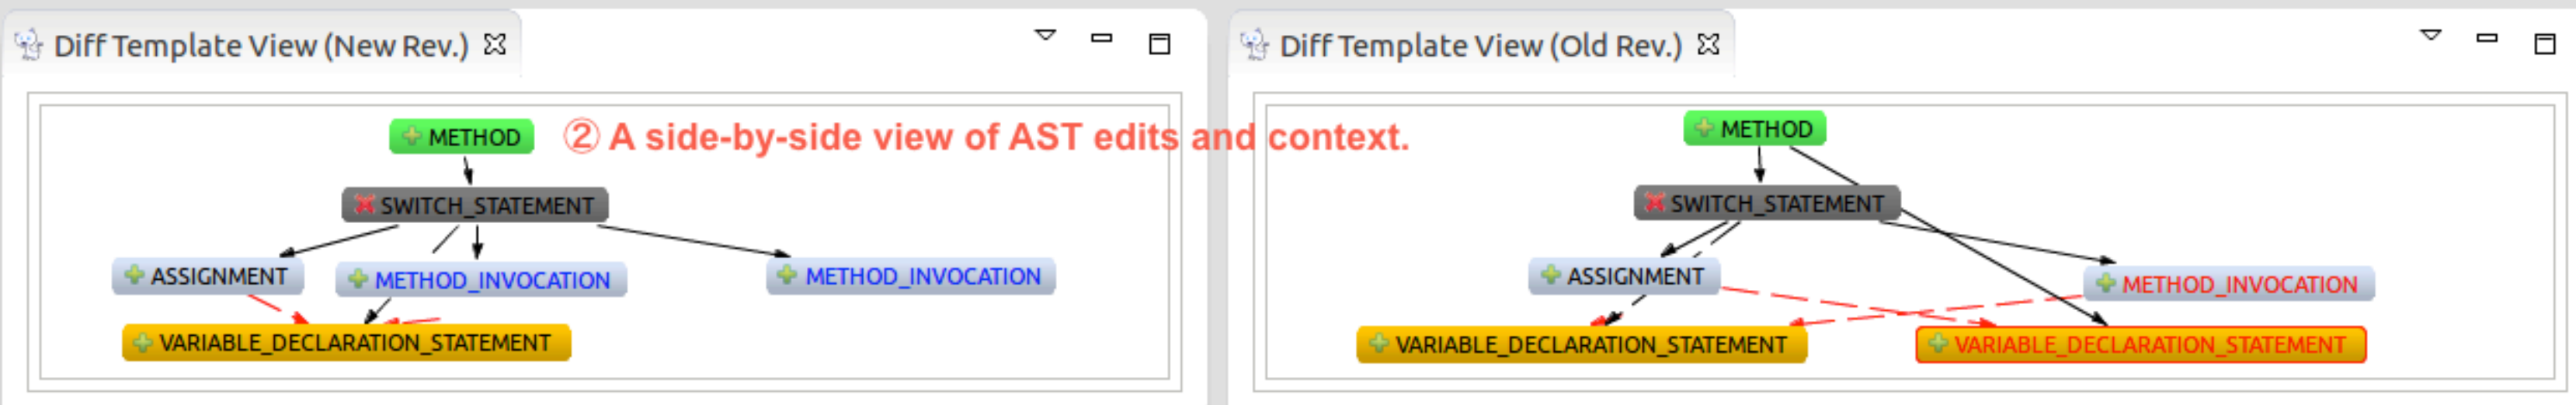 Diff Template View (New Rev.)
Diff Template View (Old Rev.)
② A side-by-side view of AST edits and context.
METHOD
SWITCH_STATEMENT
ASSIGNMENT
METHOD_INVOCATION
METHOD_INVOCATION
VARIABLE_DECLARATION_STATEMENT
METHOD
SWITCH_STATEMENT
ASSIGNMENT
METHOD_INVOCATION
VARIABLE_DECLARATION_STATEMENT
VARIABLE_DECLARATION_STATEMENT